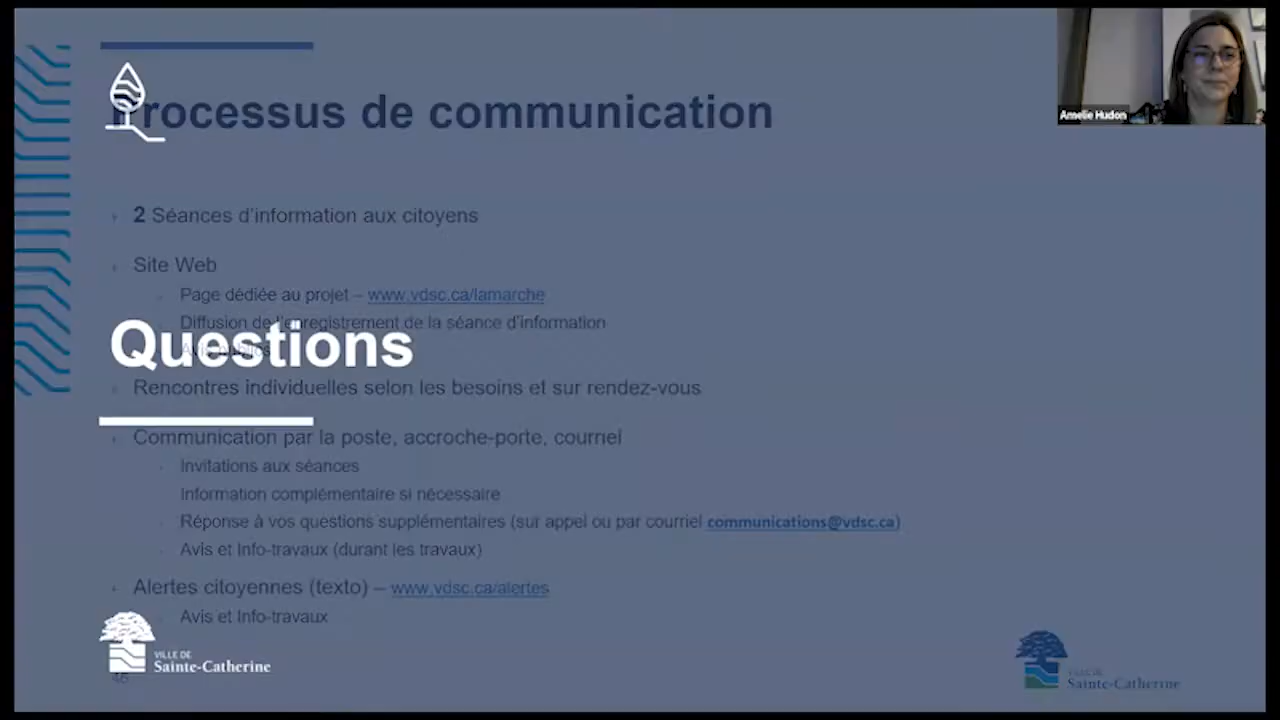 Processus de communication
2 Séances d'information aux citoyens
Site Web
Page dédiée au projet – www.vdsc.ca/lamarche
Diffusion de l'enregistrement de la séance d'information
Questions
Rencontres individuelles selon les besoins et sur rendez-vous
Communication par la poste, accroche-porte, courriel
Invitations aux séances
Information complémentaire si nécessaire
Réponse à vos questions supplémentaires (sur appel ou par courriel communications@vdsc.ca)
Avis et Info-travaux (durant les travaux)
Alertes citoyennes (texto) – www.vdsc.ca/alertes
Avis et Info-travaux
VILLE DE
Sainte-Catherine
46
VILLE DE
Sainte-Catherine
Amelie Hudon